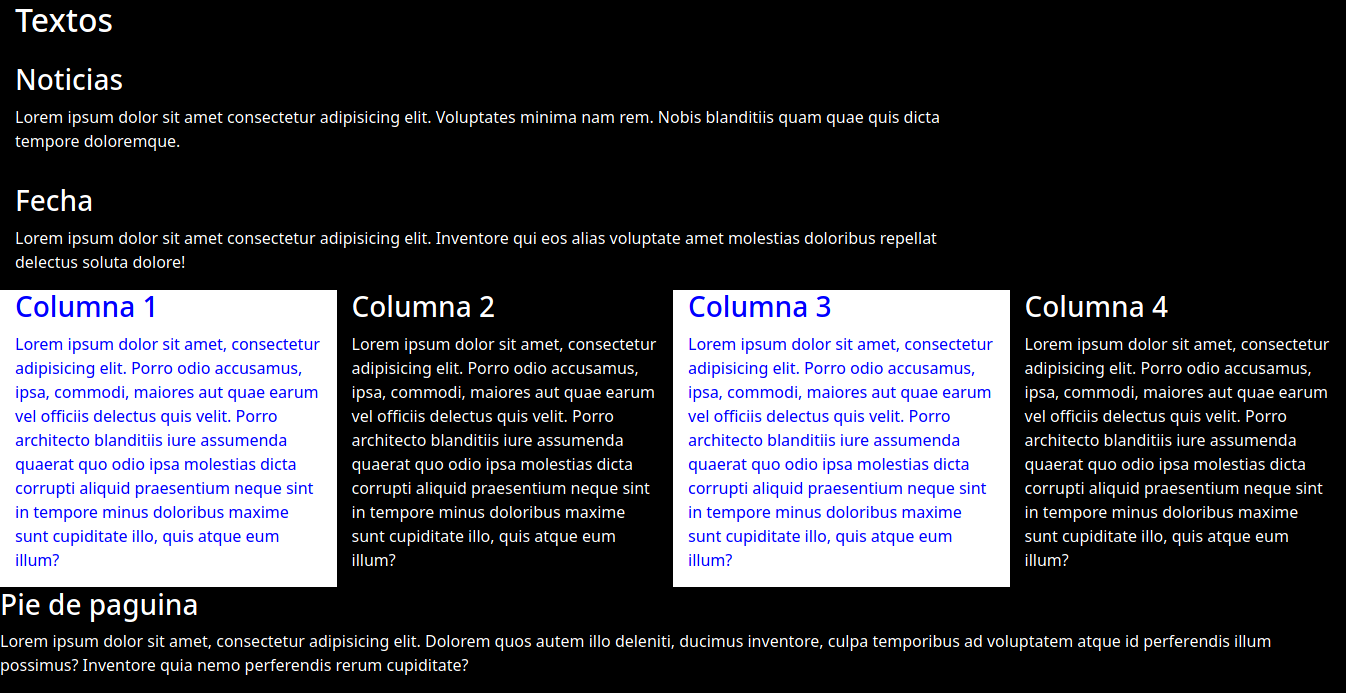 Textos
Noticias
Lorem ipsum dolor sit amet consectetur adipisicing elit. Voluptates minima nam rem. Nobis blanditiis quam quae quis dicta
tempore doloremque.
Fecha
Lorem ipsum dolor sit amet consectetur adipisicing elit. Inventore qui eos alias voluptate amet molestias doloribus repellat
delectus soluta dolore!
Columna 1
Lorem ipsum dolor sit amet, consectetur
adipisicing elit. Porro odio accusamus,
ipsa, commodi, maiores aut quae earum
vel officiis delectus quis velit. Porro
architecto blanditiis iure assumenda
quaerat quo odio ipsa molestias dicta
corrupti aliquid praesentium neque sint
in tempore minus doloribus maxime
sunt cupiditate illo, quis atque eum
illum?
Columna 2
Lorem ipsum dolor sit amet, consectetur
adipisicing elit. Porro odio accusamus,
ipsa, commodi, maiores aut quae earum
vel officiis delectus quis velit. Porro
architecto blanditiis iure assumenda
quaerat quo odio ipsa molestias dicta
corrupti aliquid praesentium neque sint
in tempore minus doloribus maxime
sunt cupiditate illo, quis atque eum
illum?
Columna 3
Lorem ipsum dolor sit amet, consectetur
adipisicing elit. Porro odio accusamus,
ipsa, commodi, maiores aut quae earum
vel officiis delectus quis velit. Porro
architecto blanditiis iure assumenda
quaerat quo odio ipsa molestias dicta
corrupti aliquid praesentium neque sint
in tempore minus doloribus maxime
sunt cupiditate illo, quis atque eum
illum?
Columna 4
Lorem ipsum dolor sit amet, consectetur
adipisicing elit. Porro odio accusamus,
ipsa, commodi, maiores aut quae earum
vel officiis delectus quis velit. Porro
architecto blanditiis iure assumenda
quaerat quo odio ipsa molestias dicta
corrupti aliquid praesentium neque sint
in tempore minus doloribus maxime
sunt cupiditate illo, quis atque eum
illum?
Pie de paguina
Lorem ipsum dolor sit amet, consectetur adipisicing elit. Dolorem quos autem illo deleniti, ducimus inventore, culpa temporibus ad voluptatem atque id perferendis illum
possimus? Inventore quia nemo perferendis rerum cupiditate?